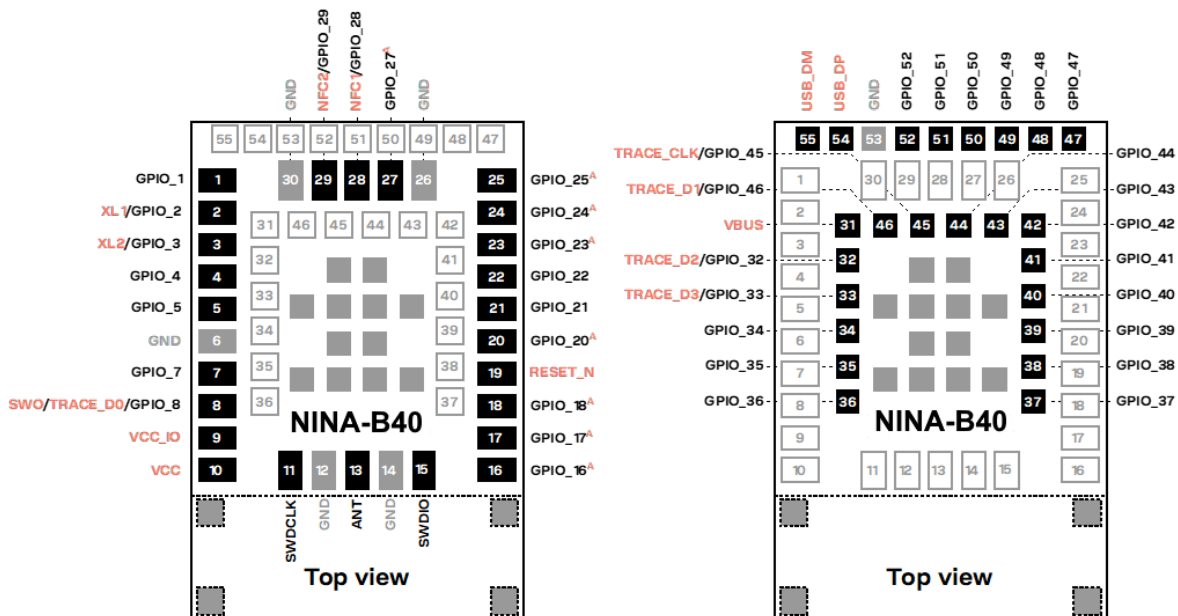 GND
NFC2/GPIO_29
NFC1/GPIO_28
GPIO_27A
GND
55 54 53 52 51 50 49 48 47
30 29 28 27 26
GPIO_1 1 25 GPIO_25A
XL1/GPIO_2 2 24 GPIO_24A
31 46 45 44 43 42
XL2/GPIO_3 3 23 GPIO_23A
32 41
GPIO_4 4 22 GPIO_22
33 40
GPIO_5 5 21 GPIO_21
34 39
GND 6 20 GPIO_20A
35 38
GPIO_7 7 19 RESET_N
36 37
SWO/TRACE_D0/GPIO_8 8 18 GPIO_18A
NINA-B40
VCC_IO 9 17 GPIO_17A
VCC 10 16 GPIO_16A
11 12 13 14 15
SWDCLK
GND
ANT
GND
SWDIO
Top view
USB_DM
USB_DP
GND
GPIO_52
GPIO_51
GPIO_50
GPIO_49
GPIO_48
GPIO_47
55 54 53 52 51 50 49 48 47
TRACE_CLK/GPIO_45 GPIO_44
1 30 29 28 27 26 25
TRACE_D1/GPIO_46 GPIO_43
2 24
VBUS 31 46 45 44 43 42 GPIO_42
3 23
TRACE_D2/GPIO_32 32 41 GPIO_41
4 22
TRACE_D3/GPIO_33 33 40 GPIO_40
5 21
GPIO_34 34 39 GPIO_39
6 20
GPIO_35 35 38 GPIO_38
7 19
GPIO_36 36 37 GPIO_37
8 18
NINA-B40
9 17
10 11 12 13 14 15 16
Top view